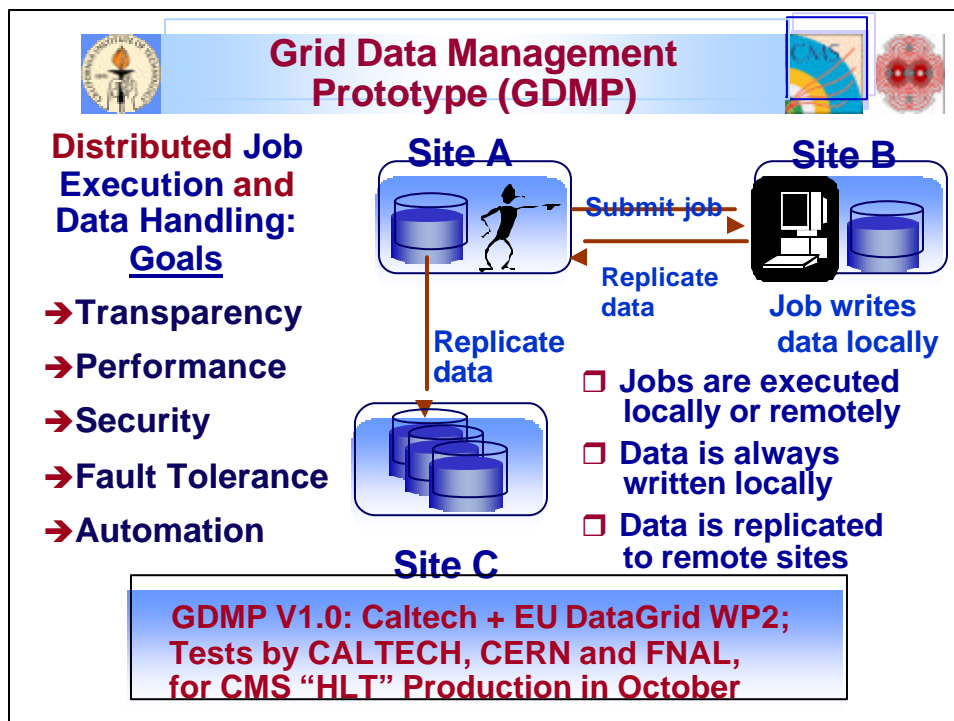 Grid Data Management
Prototype (GDMP)
CMS
Distributed Job
Execution and
Data Handling:
Goals
➔Transparency
➔Performance
➔Security
➔Fault Tolerance
➔Automation
Site A
Site B
Submit job
Replicate
data
Job writes
data locally
Replicate
data
Site C
❒ Jobs are executed
locally or remotely
❒ Data is always
written locally
❒ Data is replicated
to remote sites
GDMP V1.0: Caltech + EU DataGrid WP2;
Tests by CALTECH, CERN and FNAL,
for CMS “HLT” Production in October